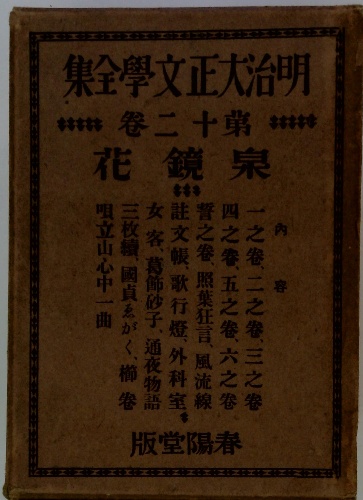 明治大正文學全集
第十二卷
泉鏡花
內容
一之卷、二之卷、三之卷
四之卷、五之卷、六之卷
誓之卷、照葉狂言、風流線
註文帳、歌行燈、外科室
女客、葛飾砂子、通夜物語
三枚續、國貞ゑがく、櫛卷
唄立山心中一曲
春陽堂版